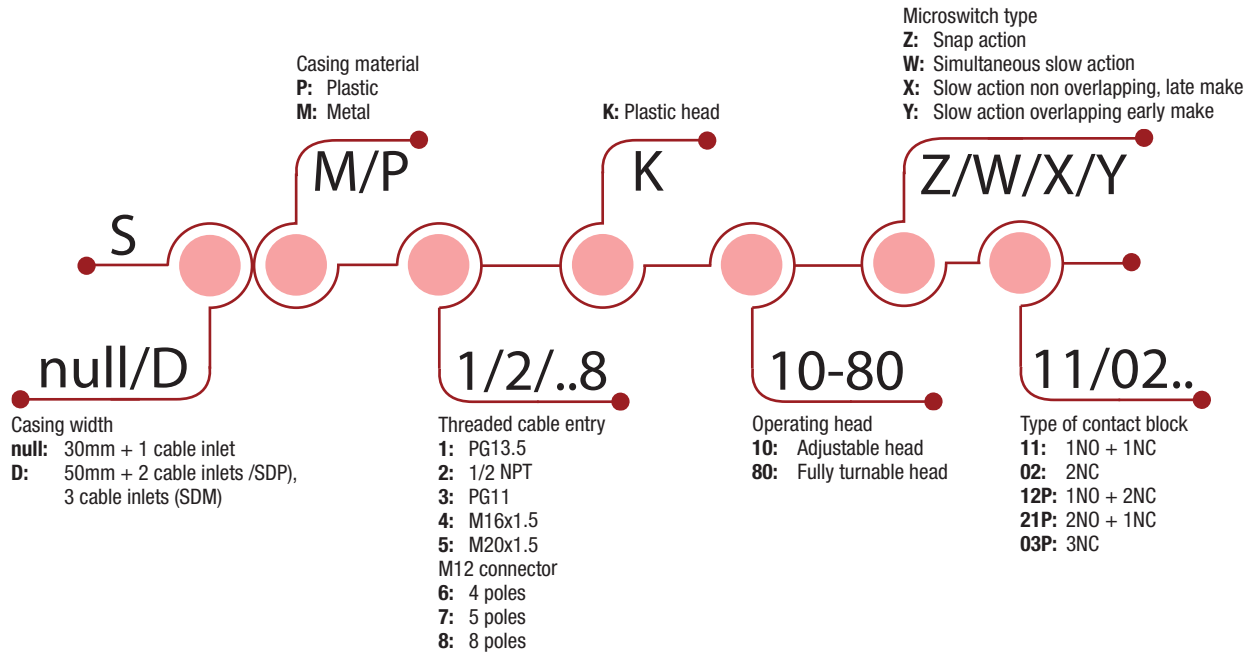 Microswitch type
Z: Snap action
W: Simultaneous slow action
X: Slow action non overlapping, late make
Y: Slow action overlapping early make
Casing material
P: Plastic
M: Metal
K: Plastic head
M/P
K
Z/W/X/Y
S
null/D
1/2/..8
10-80
11/02..
Casing width
null: 30mm + 1 cable inlet
D: 50mm + 2 cable inlets /SDP),
3 cable inlets (SDM)
Threaded cable entry
1: PG13.5
2: 1/2 NPT
3: PG11
4: M16x1.5
5: M20x1.5
M12 connector
6: 4 poles
7: 5 poles
8: 8 poles
Operating head
10: Adjustable head
80: Fully turnable head
Type of contact block
11: 1NO + 1NC
02: 2NC
12P: 1NO + 2NC
21P: 2NO + 1NC
03P: 3NC